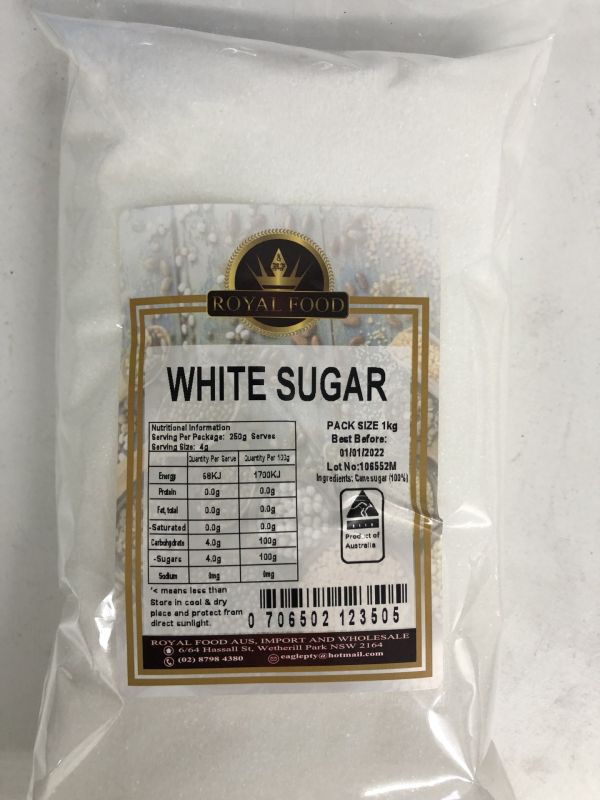 RF
ROYAL FOOD
WHITE SUGAR
Nutritional Information
Serving Per Package: 250g Serves
Serving Size: 4g
Quantity Per Serve Quantity Per 100g
Energy 68KJ 1700KJ
Protein 0.0g 0.0g
Fat, total 0.0g 0.0g
-Saturated 0.0g 0.0g
Carbohydrate 4.0g 100g
-Sugars 4.0g 100g
Sodium 0mg 0mg
'< means less than
Store in cool & dry
place and protect from
direct sunlight.
PACK SIZE 1kg
Best Before:
01/01/2022
Lot No:106552M
Ingredients: Cane sugar (100%)
Product of
Australia
0 706502 123505
ROYAL FOOD AUS, IMPORT AND WHOLESALE
6/64 Hassall St, Wetherill Park NSW 2164
(02) 8798 4380 eaglepty@hotmail.com